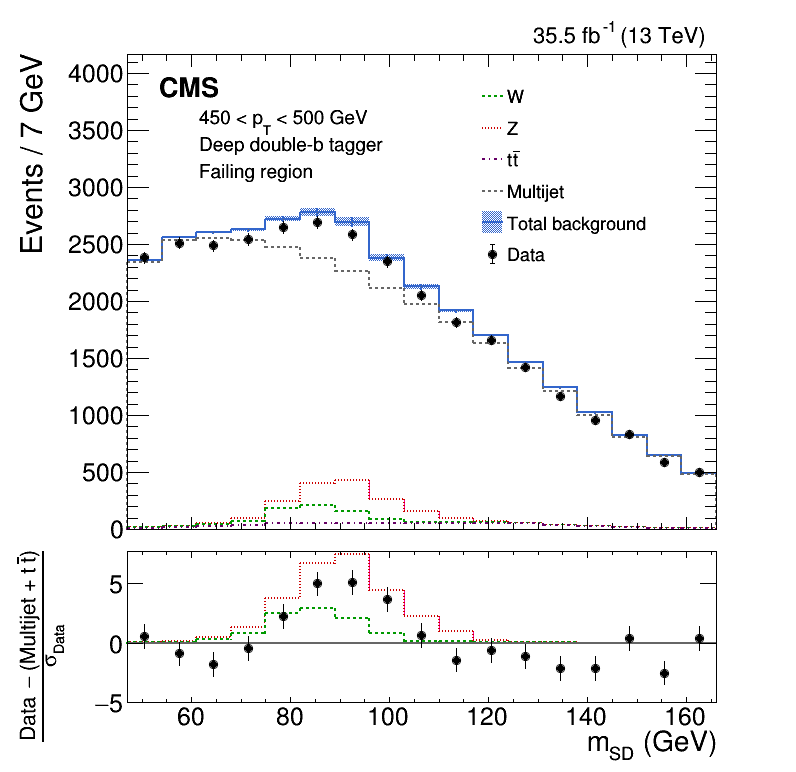 35.5 fb⁻¹ (13 TeV)
Events / 7 GeV
4000
3500
3000
2500
2000
1500
1000
500
0
CMS
450 < p_T < 500 GeV
Deep double-b tagger
Failing region
W
Z
tt̅
Multijet
Total background
Data
Data − (Multijet + tt̅)
σ_Data
5
0
−5
60 80 100 120 140 160
m_SD (GeV)